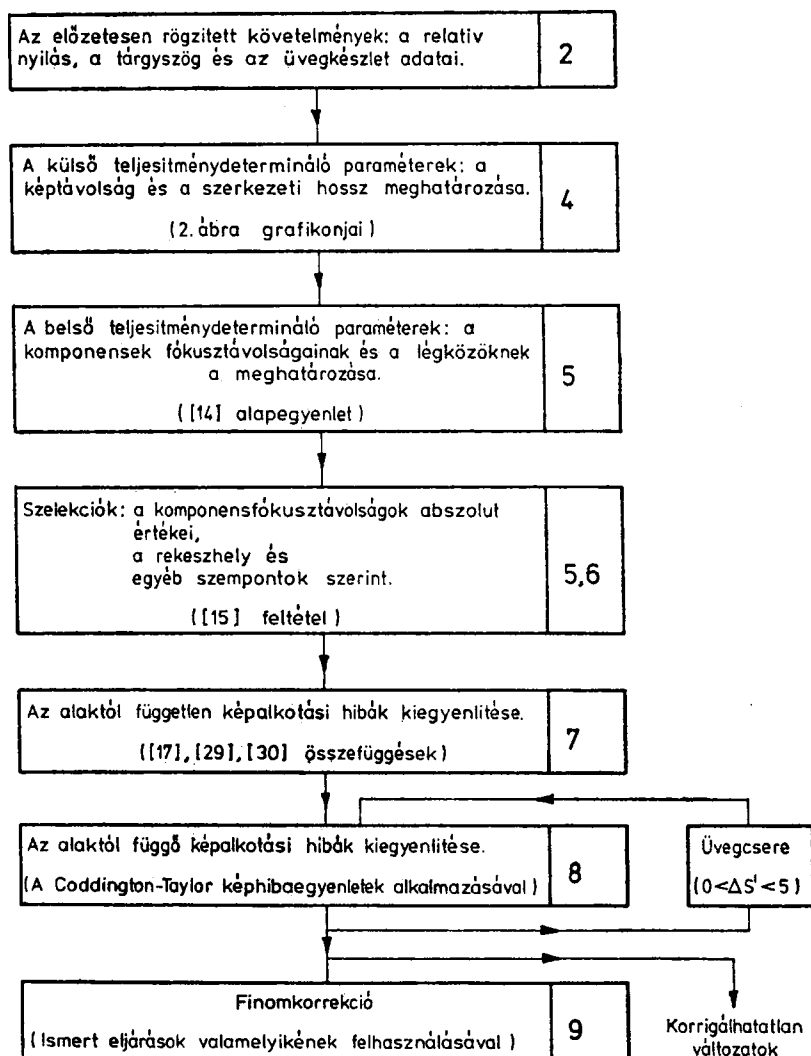 Az előzetesen rögzitett követelmények: a relativ
nyilás, a tárgyszög és az üvegkészlet adatai.
2
A külső teljesitménydetermináló paraméterek: a
képtávolság és a szerkezeti hossz meghatározása.
(2.ábra grafikonjai)
4
A belső teljesitménydetermináló paraméterek: a
komponensek fókusztávolságainak és a légközöknek
a meghatározása.
([14] alapegyenlet)
5
Szelekciók: a komponensfókusztávolságok abszolut
értékei,
a rekeszhely és
egyéb szempontok szerint.
([15] feltétel)
5,6
Az alaktól független képalkotási hibák kiegyenlitése.
([17],[29],[30] összefüggések)
7
Az alaktól függő képalkotási hibák kiegyenlitése.
(A Coddington-Taylor képhibaegyenletek alkalmazásával)
8
Üvegcsere
(0<ΔS'<5)
Finomkorrekció
(Ismert eljárások valamelyikének felhasználásával)
9
Korrigálhatatlan
változatok